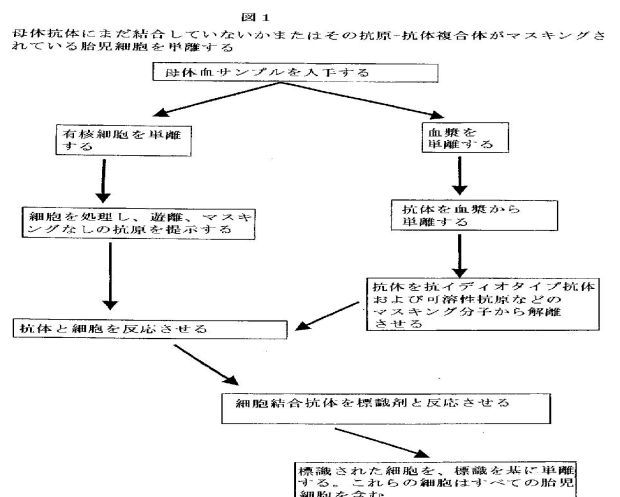 図1
母体抗体にまだ結合していないかまたはその抗原-抗体複合体がマスキングさ
れている胎児細胞を単離する
母体血サンプルを入手する
有核細胞を単離
する
血漿を
単離する
細胞を処理し、遊離、マスキ
ングなしの抗原を提示する
抗体を血漿から
単離する
抗体を抗イディオタイプ抗体
および可溶性抗原などの
マスキング分子から解離
させる
抗体と細胞を反応させる
細胞結合抗体を標識剤と反応させる
標識された細胞を、標識を基に単離
する。これらの細胞はすべての胎児
細胞を含む